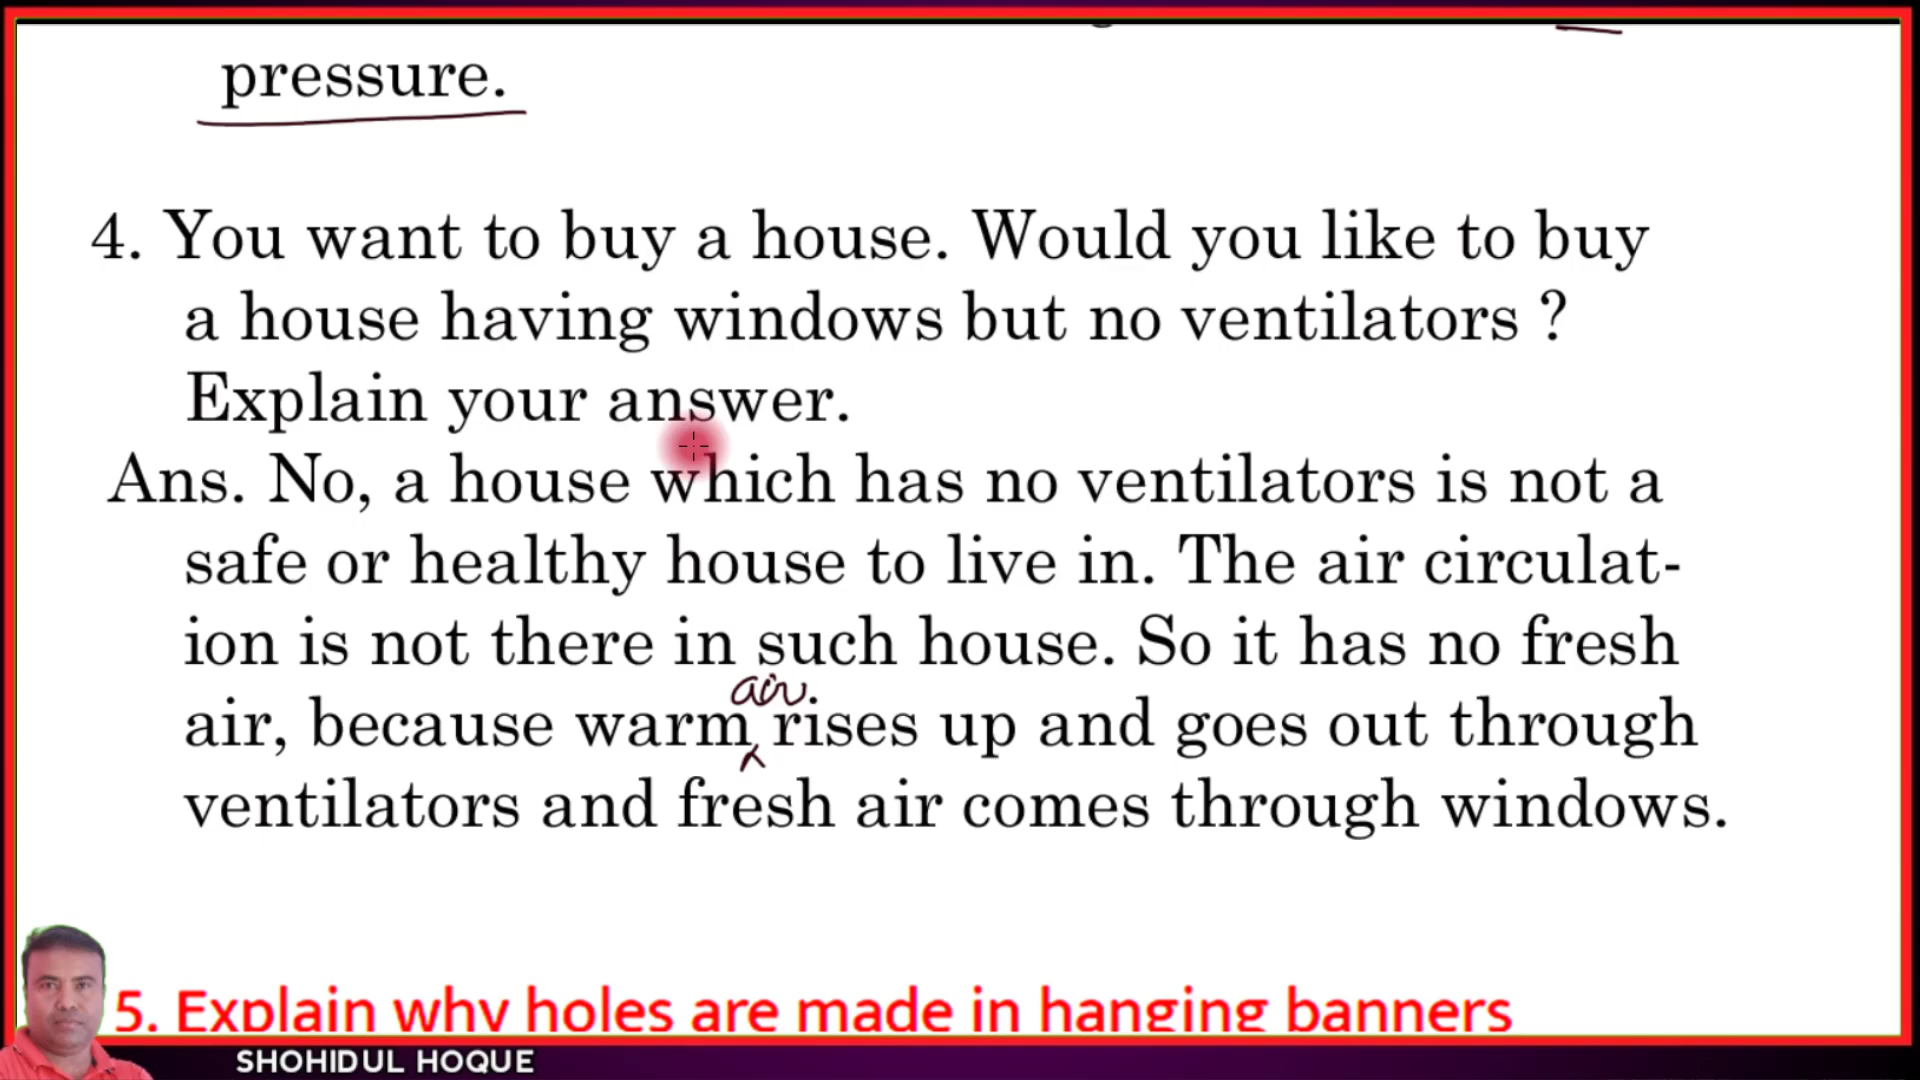 pressure.
4. You want to buy a house. Would you like to buy
a house having windows but no ventilators ?
Explain your answer.
Ans. No, a house which has no ventilators is not a
safe or healthy house to live in. The air circulat-
ion is not there in such house. So it has no fresh
air
air, because warm rises up and goes out through
ventilators and fresh air comes through windows.
5. Explain why holes are made in hanging banners
SHOHIDUL HOQUE